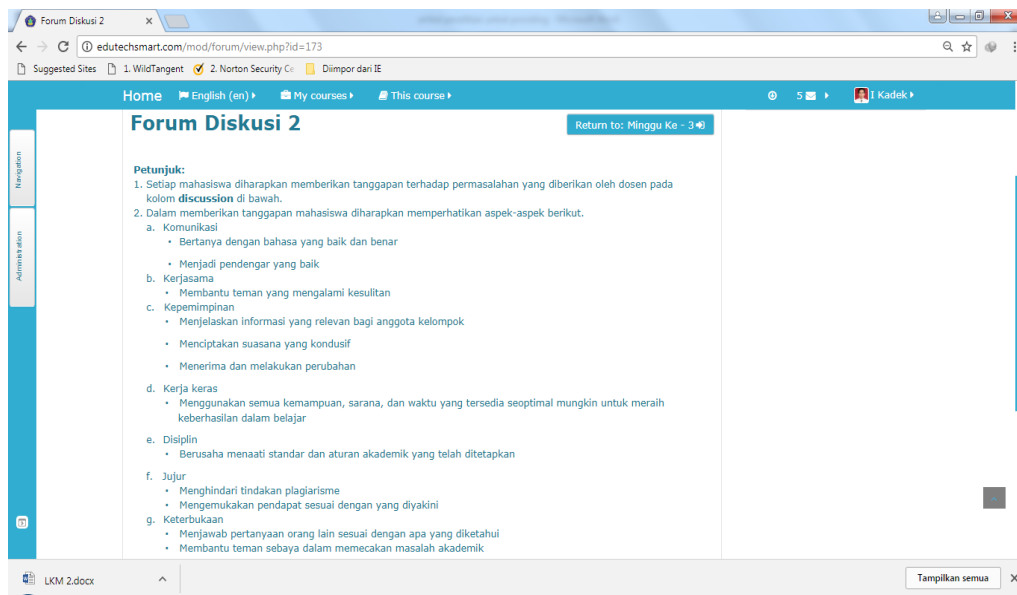 Forum Diskusi 2
edutechsmart.com/mod/forum/view.php?id=173
Suggested Sites 1. WildTangent 2. Norton Security Ce Diimpor dari IE
Home English (en) My courses This course 5 I Kadek
Forum Diskusi 2
Return to: Minggu Ke - 3
Navigation
Administration
Petunjuk:
1. Setiap mahasiswa diharapkan memberikan tanggapan terhadap permasalahan yang diberikan oleh dosen pada
kolom discussion di bawah.
2. Dalam memberikan tanggapan mahasiswa diharapkan memperhatikan aspek-aspek berikut.
a. Komunikasi
• Bertanya dengan bahasa yang baik dan benar
• Menjadi pendengar yang baik
b. Kerjasama
• Membantu teman yang mengalami kesulitan
c. Kepemimpinan
• Menjelaskan informasi yang relevan bagi anggota kelompok
• Menciptakan suasana yang kondusif
• Menerima dan melakukan perubahan
d. Kerja keras
• Menggunakan semua kemampuan, sarana, dan waktu yang tersedia seoptimal mungkin untuk meraih
keberhasilan dalam belajar
e. Disiplin
• Berusaha menaati standar dan aturan akademik yang telah ditetapkan
f. Jujur
• Menghindari tindakan plagiarisme
• Mengemukakan pendapat sesuai dengan yang diyakini
g. Keterbukaan
• Menjawab pertanyaan orang lain sesuai dengan apa yang diketahui
• Membantu teman sebaya dalam memecakan masalah akademik
LKM 2.docx
Tampilkan semua